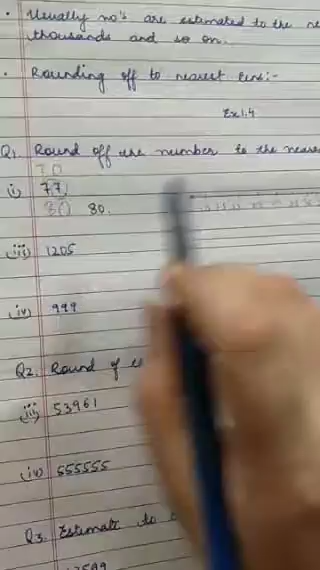 • Usually no's are estimated to the
thousands and so on.
• Rounding off to nearest tens:-
Ex 1.4
Q1. Round off the number to the
70
(i) 77
80 80.
(iii) 1205
(iv) 999
Q2. Round of
(iii) 53961
(iv) 555555
Q3. Estimate to